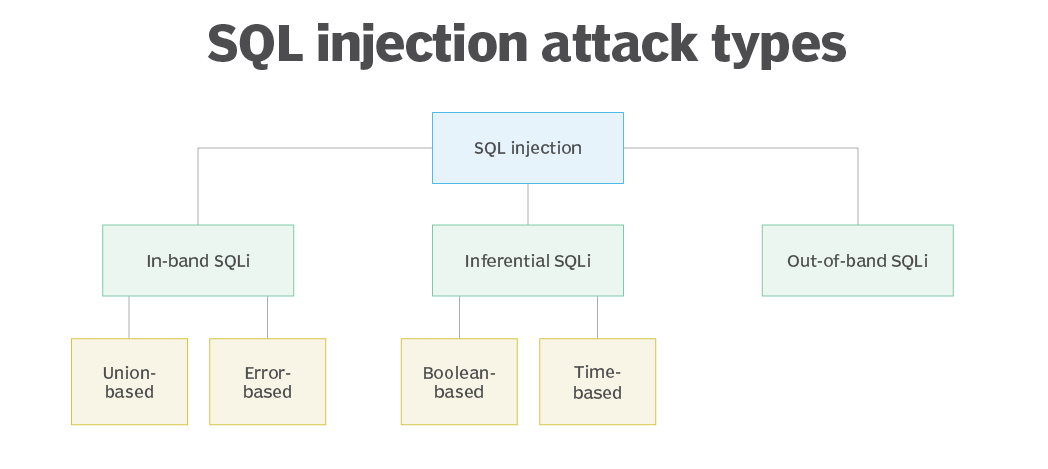 SQL injection attack types
SQL injection
In-band SQLi
Inferential SQLi
Out-of-band SQLi
Union-
based
Error-
based
Boolean-
based
Time-
based